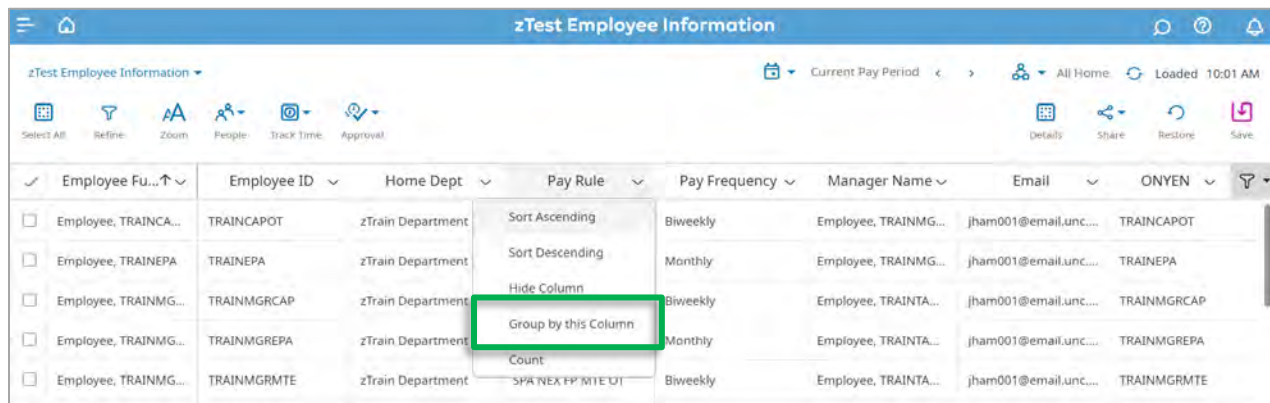 zTest Employee Information
zTest Employee Information
Current Pay Period
All Home
Loaded 10:01 AM
Select All
Refine
Zoom
People
Track Time
Approval
Details
Share
Restore
Save
Employee Fu... Employee ID Home Dept Pay Rule Pay Frequency Manager Name Email ONYEN
Employee, TRAINCA... TRAINCAPOT zTrain Department Biweekly Employee, TRAINMG... jham001@email.unc.... TRAINCAPOT
Employee, TRAINEPA TRAINEPA zTrain Department Monthly Employee, TRAINMG... jham001@email.unc.... TRAINEPA
Employee, TRAINMG... TRAINMGRCAP zTrain Department Biweekly Employee, TRAINTA... jham001@email.unc.... TRAINMGRCAP
Employee, TRAINMG... TRAINMGREPA zTrain Department Monthly Employee, TRAINTA... jham001@email.unc.... TRAINMGREPA
Employee, TRAINMG... TRAINMGRMTE zTrain Department SPA NEX FP MTE OT Biweekly Employee, TRAINTA... jham001@email.unc.... TRAINMGRMTE
Sort Ascending
Sort Descending
Hide Column
Group by this Column
Count